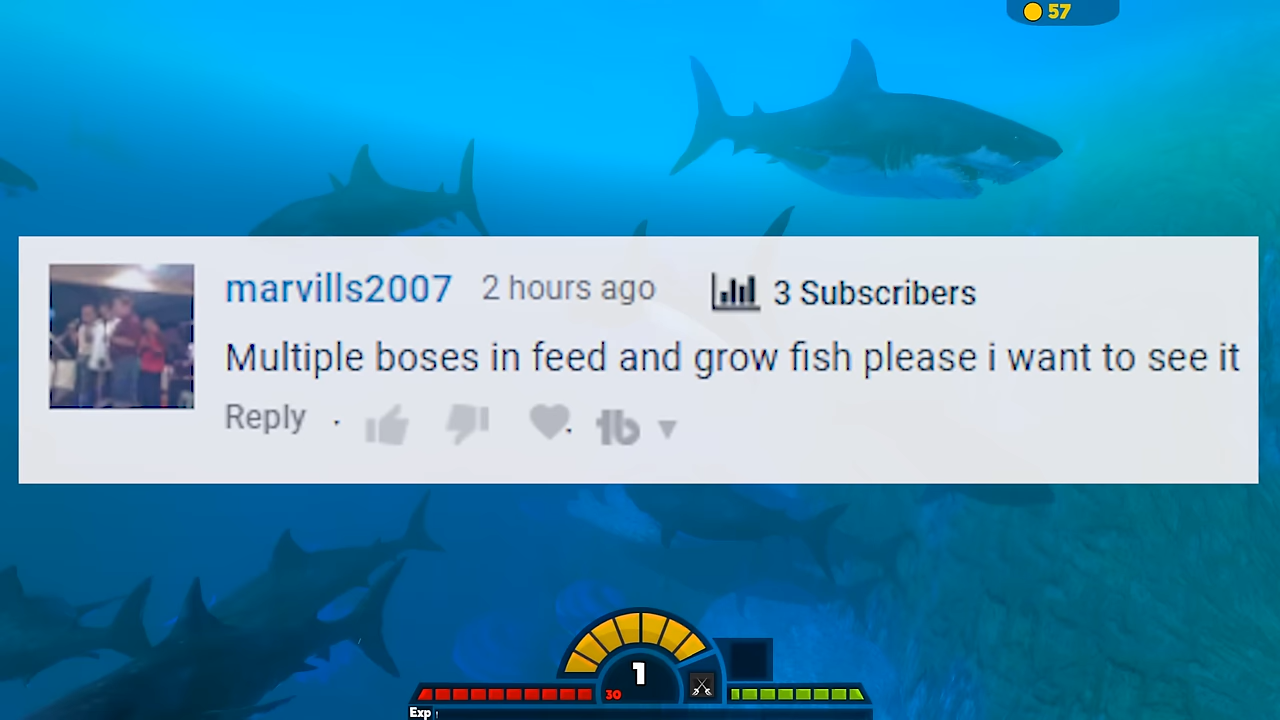 57
marvills2007 2 hours ago 3 Subscribers
Multiple boses in feed and grow fish please i want to see it
Reply
1
30
Exp